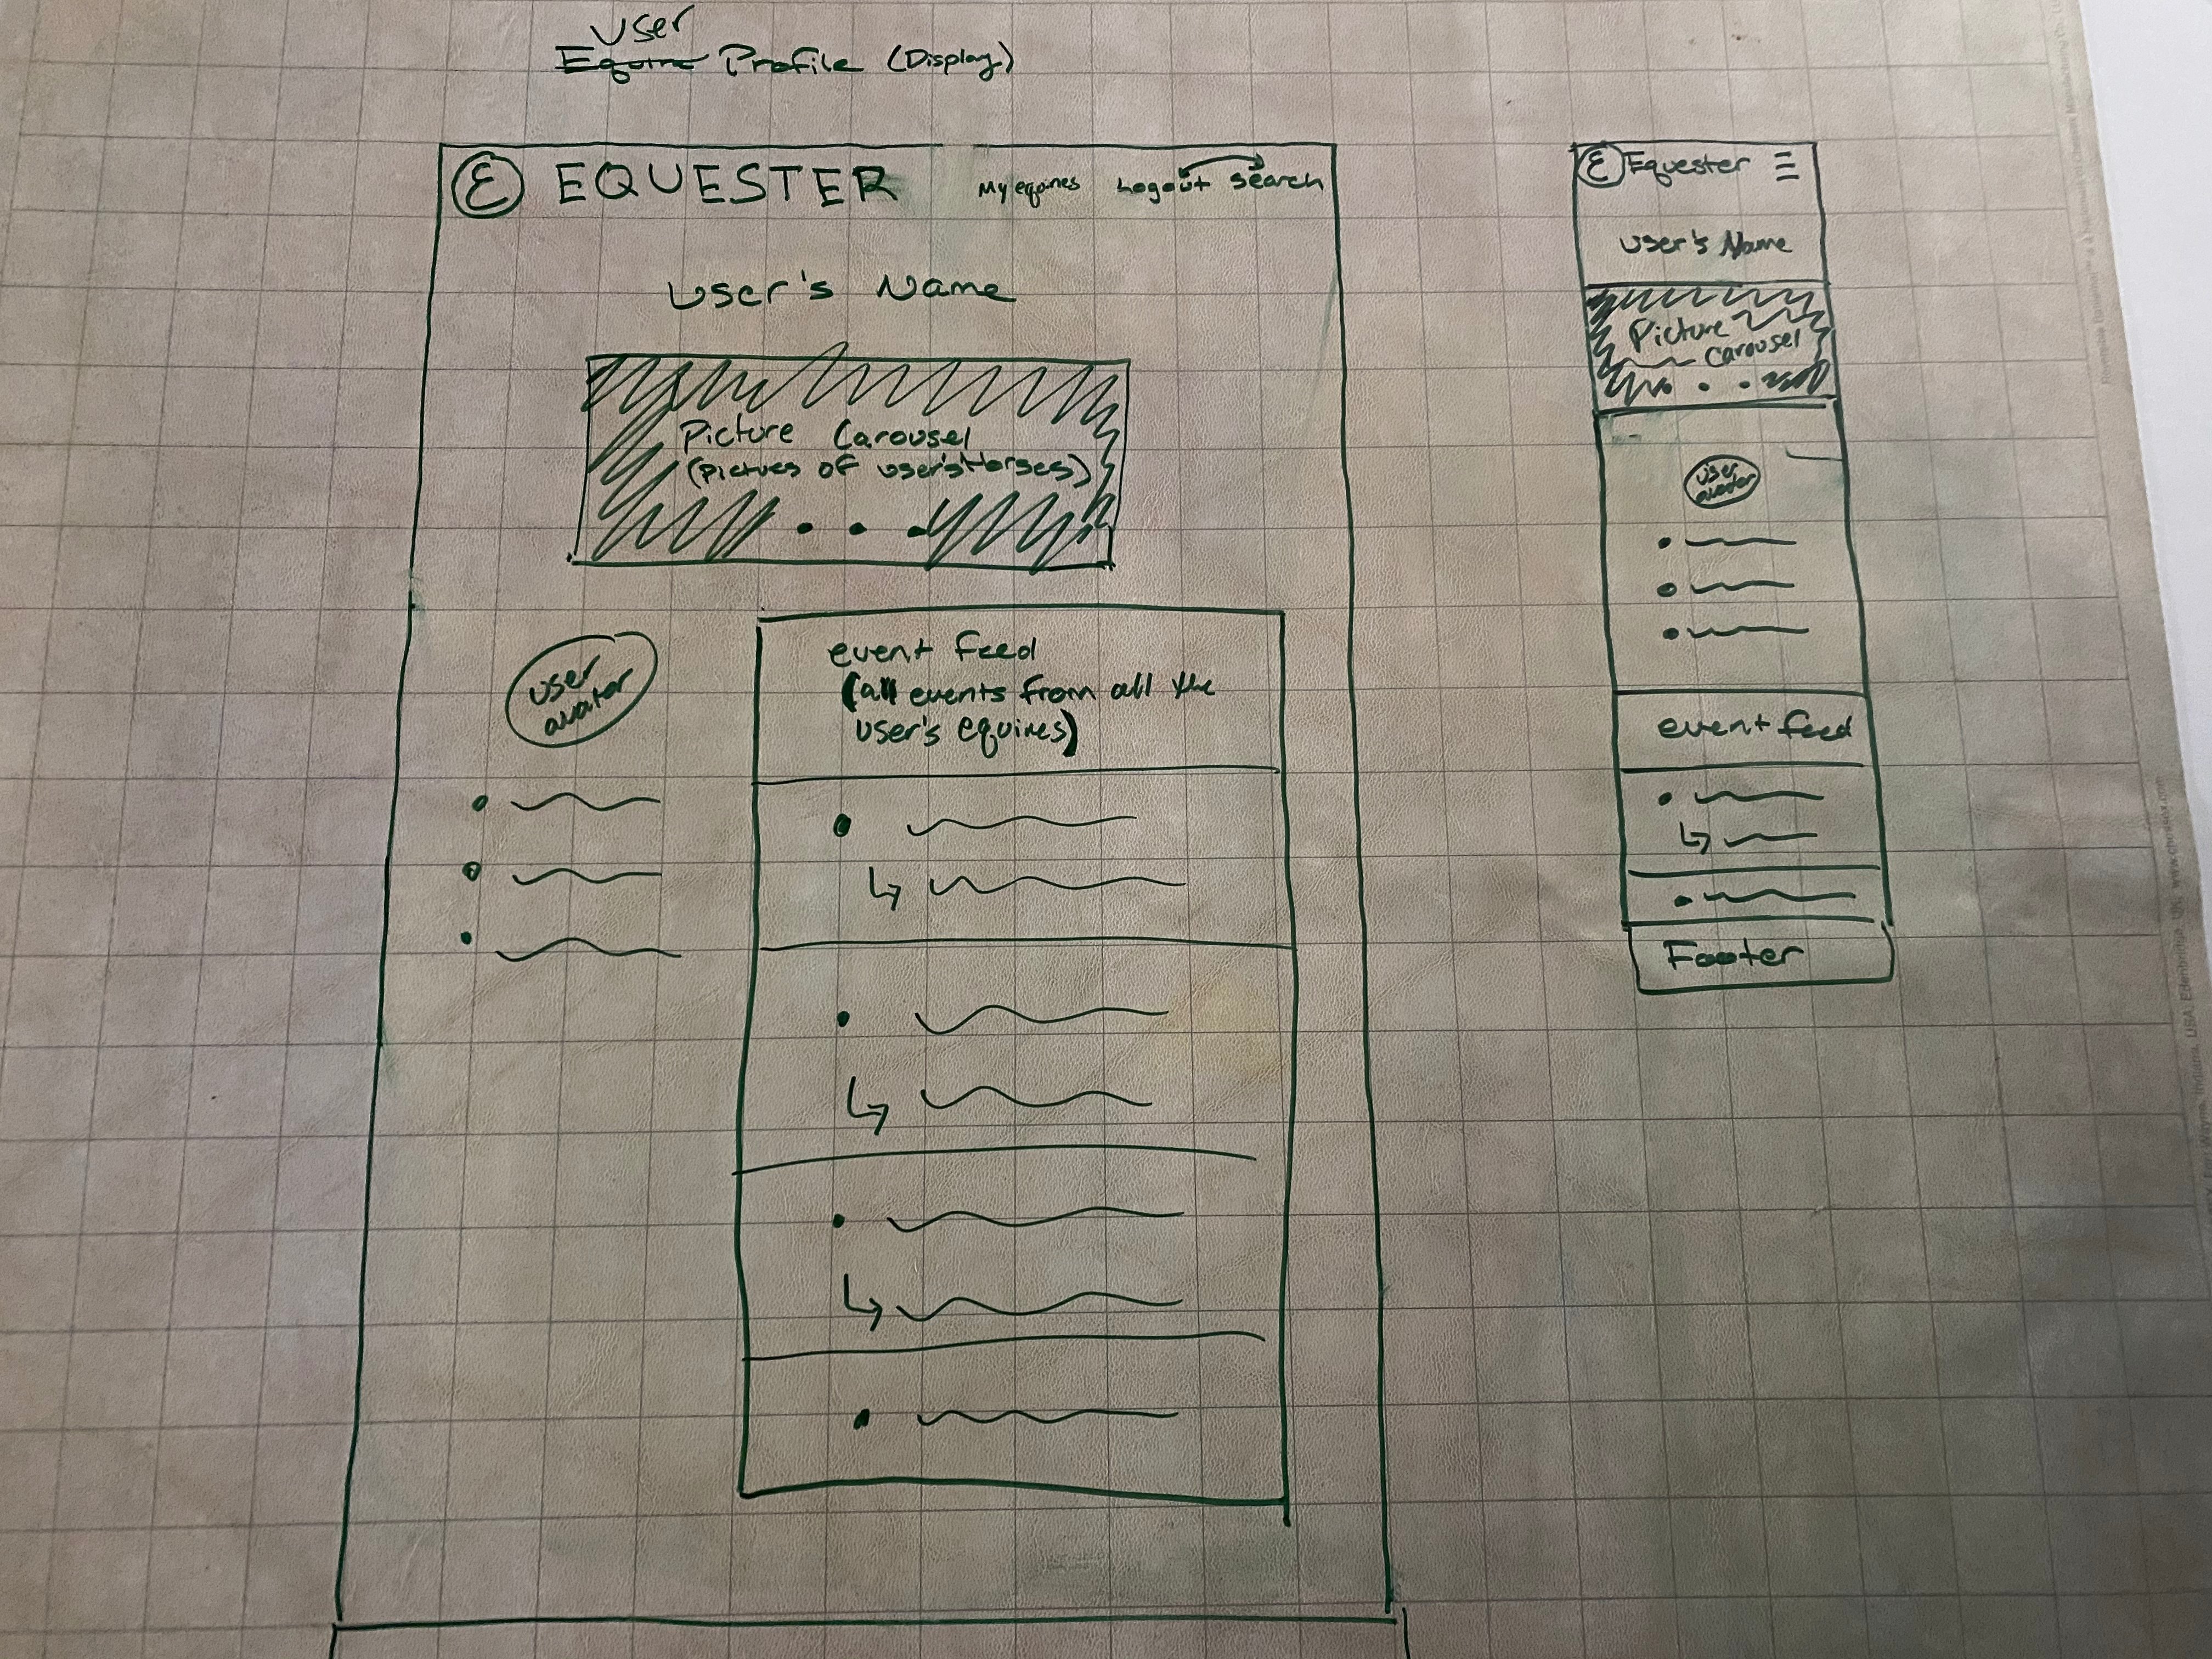 User
Equine Profile (Display)
E EQUESTER My equines Logout Search
User's Name
Picture Carousel
(Pictues of user's Horses)
user
avatar
event feed
(all events from all the
user's equines)
E Equester
User's Name
Picture
Carousel
user
avatar
event feed
Footer